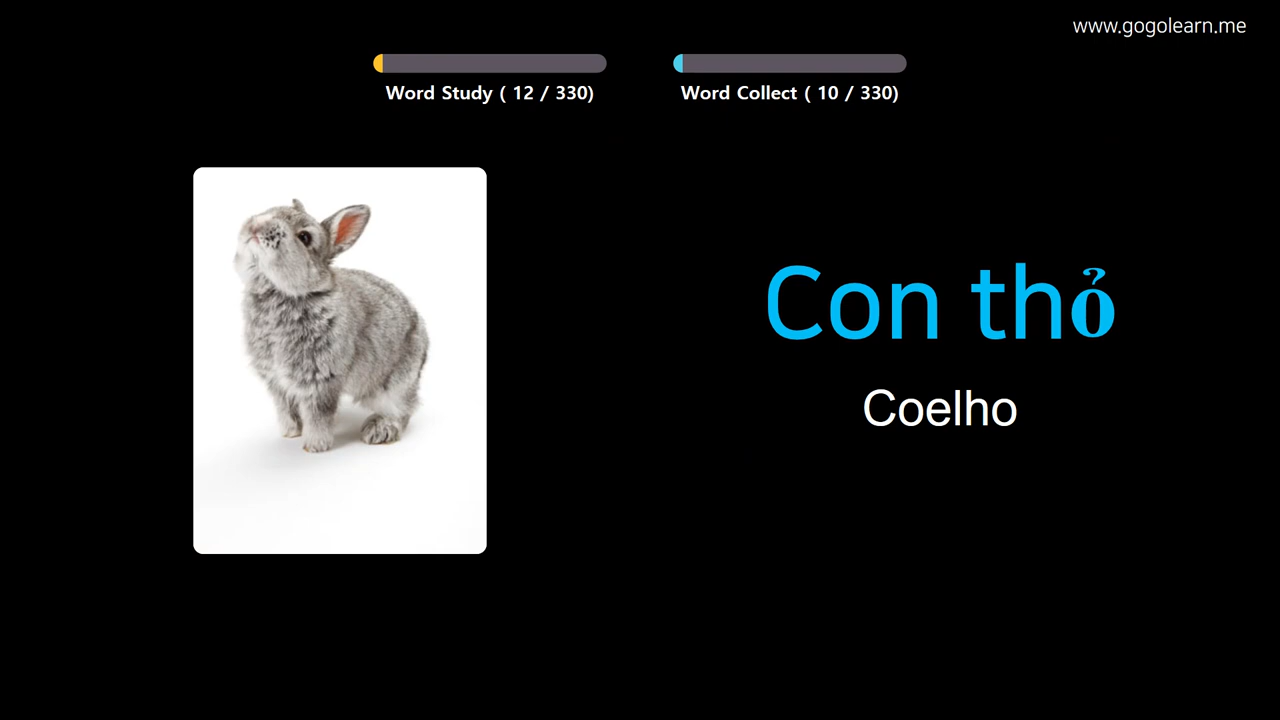 www.gogolearn.me
Word Study ( 12 / 330)
Word Collect ( 10 / 330)
Con thỏ
Coelho